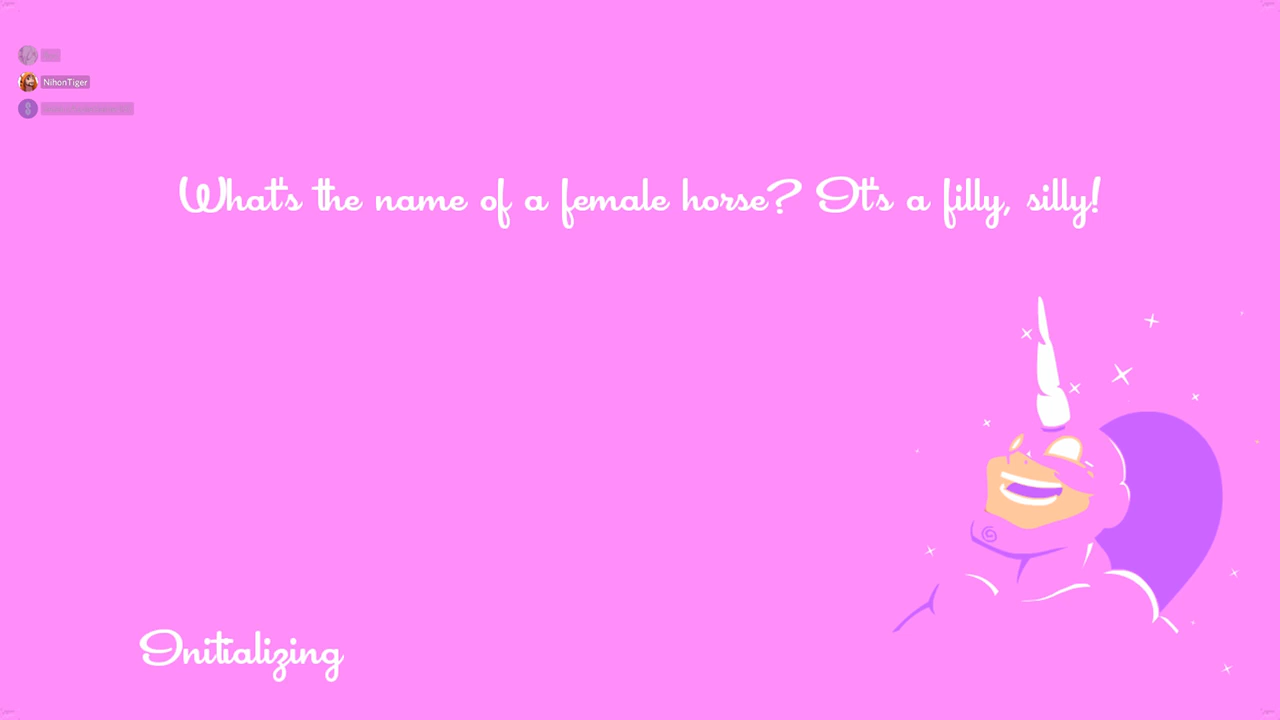 NihonTiger
What's the name of a female horse? It's a filly, silly!
Initializing